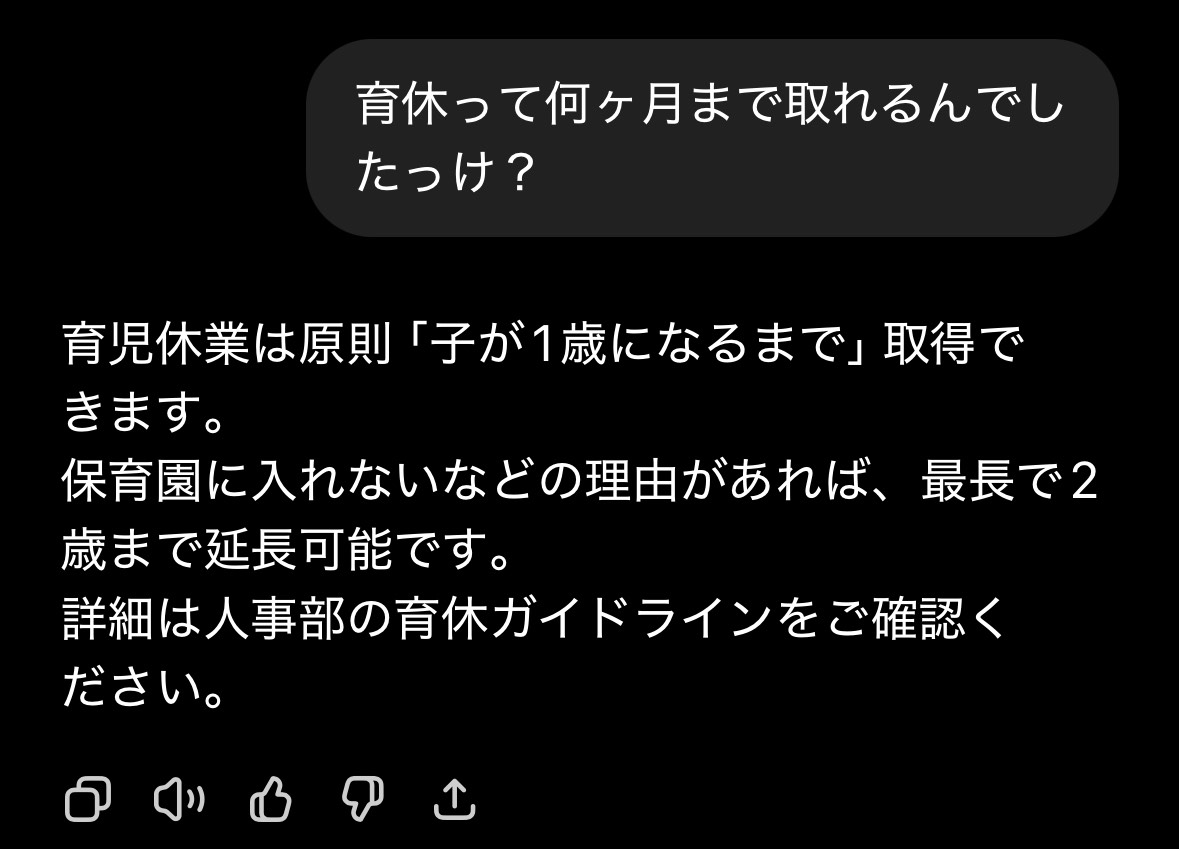 育休って何ヶ月まで取れるんでし
たっけ？
育児休業は原則「子が1歳になるまで」取得で
きます。
保育園に入れないなどの理由があれば、最長で2
歳まで延長可能です。
詳細は人事部の育休ガイドラインをご確認く
ださい。